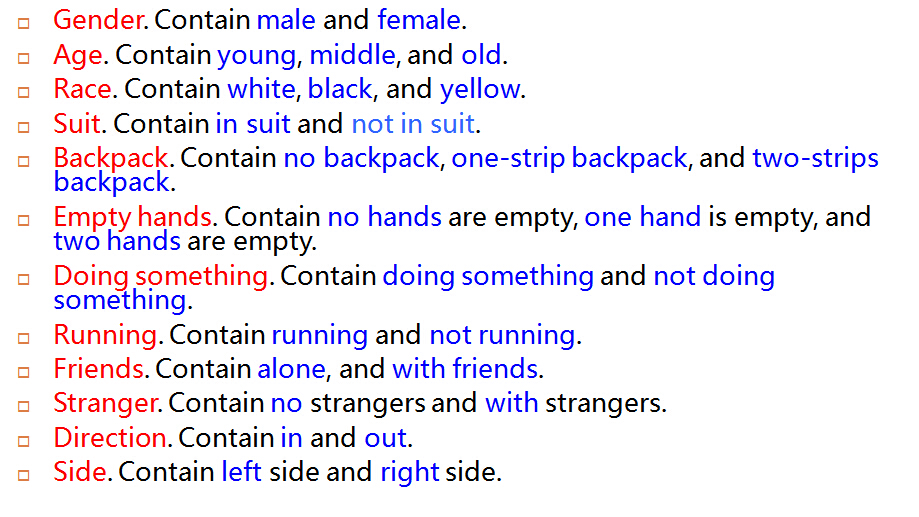 Gender. Contain male and female.
Age. Contain young, middle, and old.
Race. Contain white, black, and yellow.
Suit. Contain in suit and not in suit.
Backpack. Contain no backpack, one-strip backpack, and two-strips
backpack.
Empty hands. Contain no hands are empty, one hand is empty, and
two hands are empty.
Doing something. Contain doing something and not doing
something.
Running. Contain running and not running.
Friends. Contain alone, and with friends.
Stranger. Contain no strangers and with strangers.
Direction. Contain in and out.
Side. Contain left side and right side.